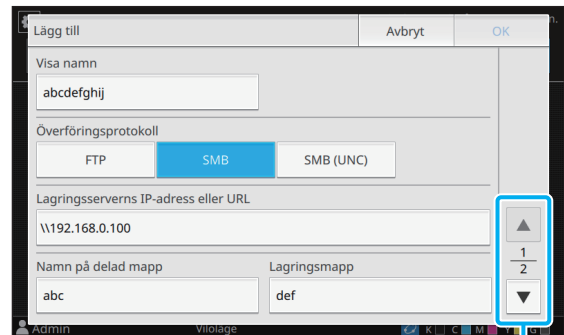 Lägg till Avbryt OK
Visa namn
abcdefghij
Överföringsprotokoll
FTP SMB SMB (UNC)
Lagringsserverns IP-adress eller URL
\\192.168.0.100
1
2
Namn på delad mapp Lagringsmapp
abc def
Admin Viloläge K C M Y G